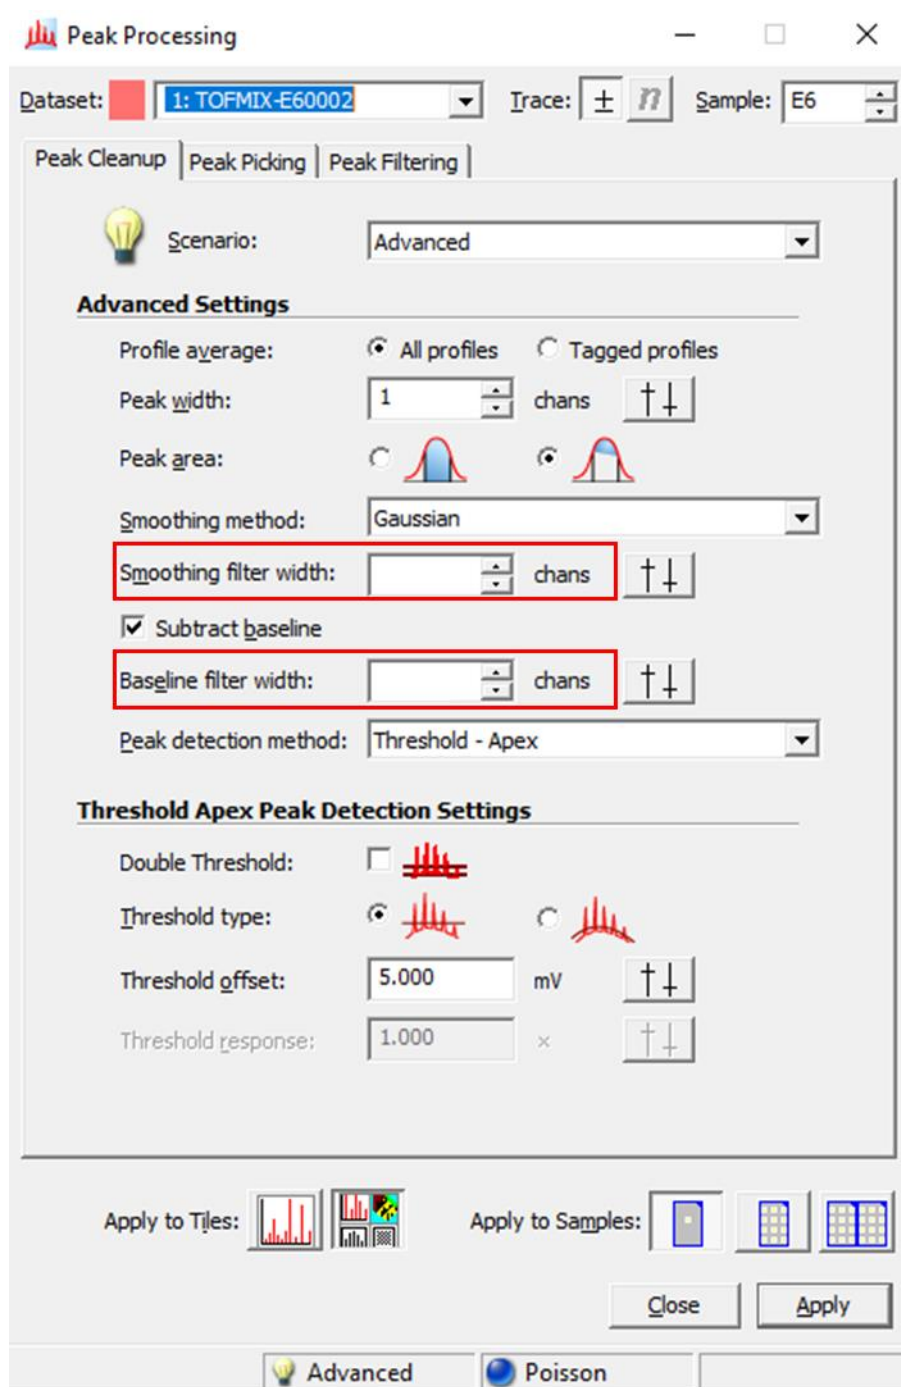 Peak Processing
Dataset: 1: TOFMIX-E60002 Trace: ± n Sample: E6
Peak Cleanup Peak Picking Peak Filtering
Scenario: Advanced
Advanced Settings
Profile average: All profiles Tagged profiles
Peak width: 1 chans
Peak area:
Smoothing method: Gaussian
Smoothing filter width: chans
Subtract baseline
Baseline filter width: chans
Peak detection method: Threshold - Apex
Threshold Apex Peak Detection Settings
Double Threshold:
Threshold type:
Threshold offset: 5.000 mV
Threshold response: 1.000 x
Apply to Tiles: Apply to Samples:
Close Apply
Advanced Poisson